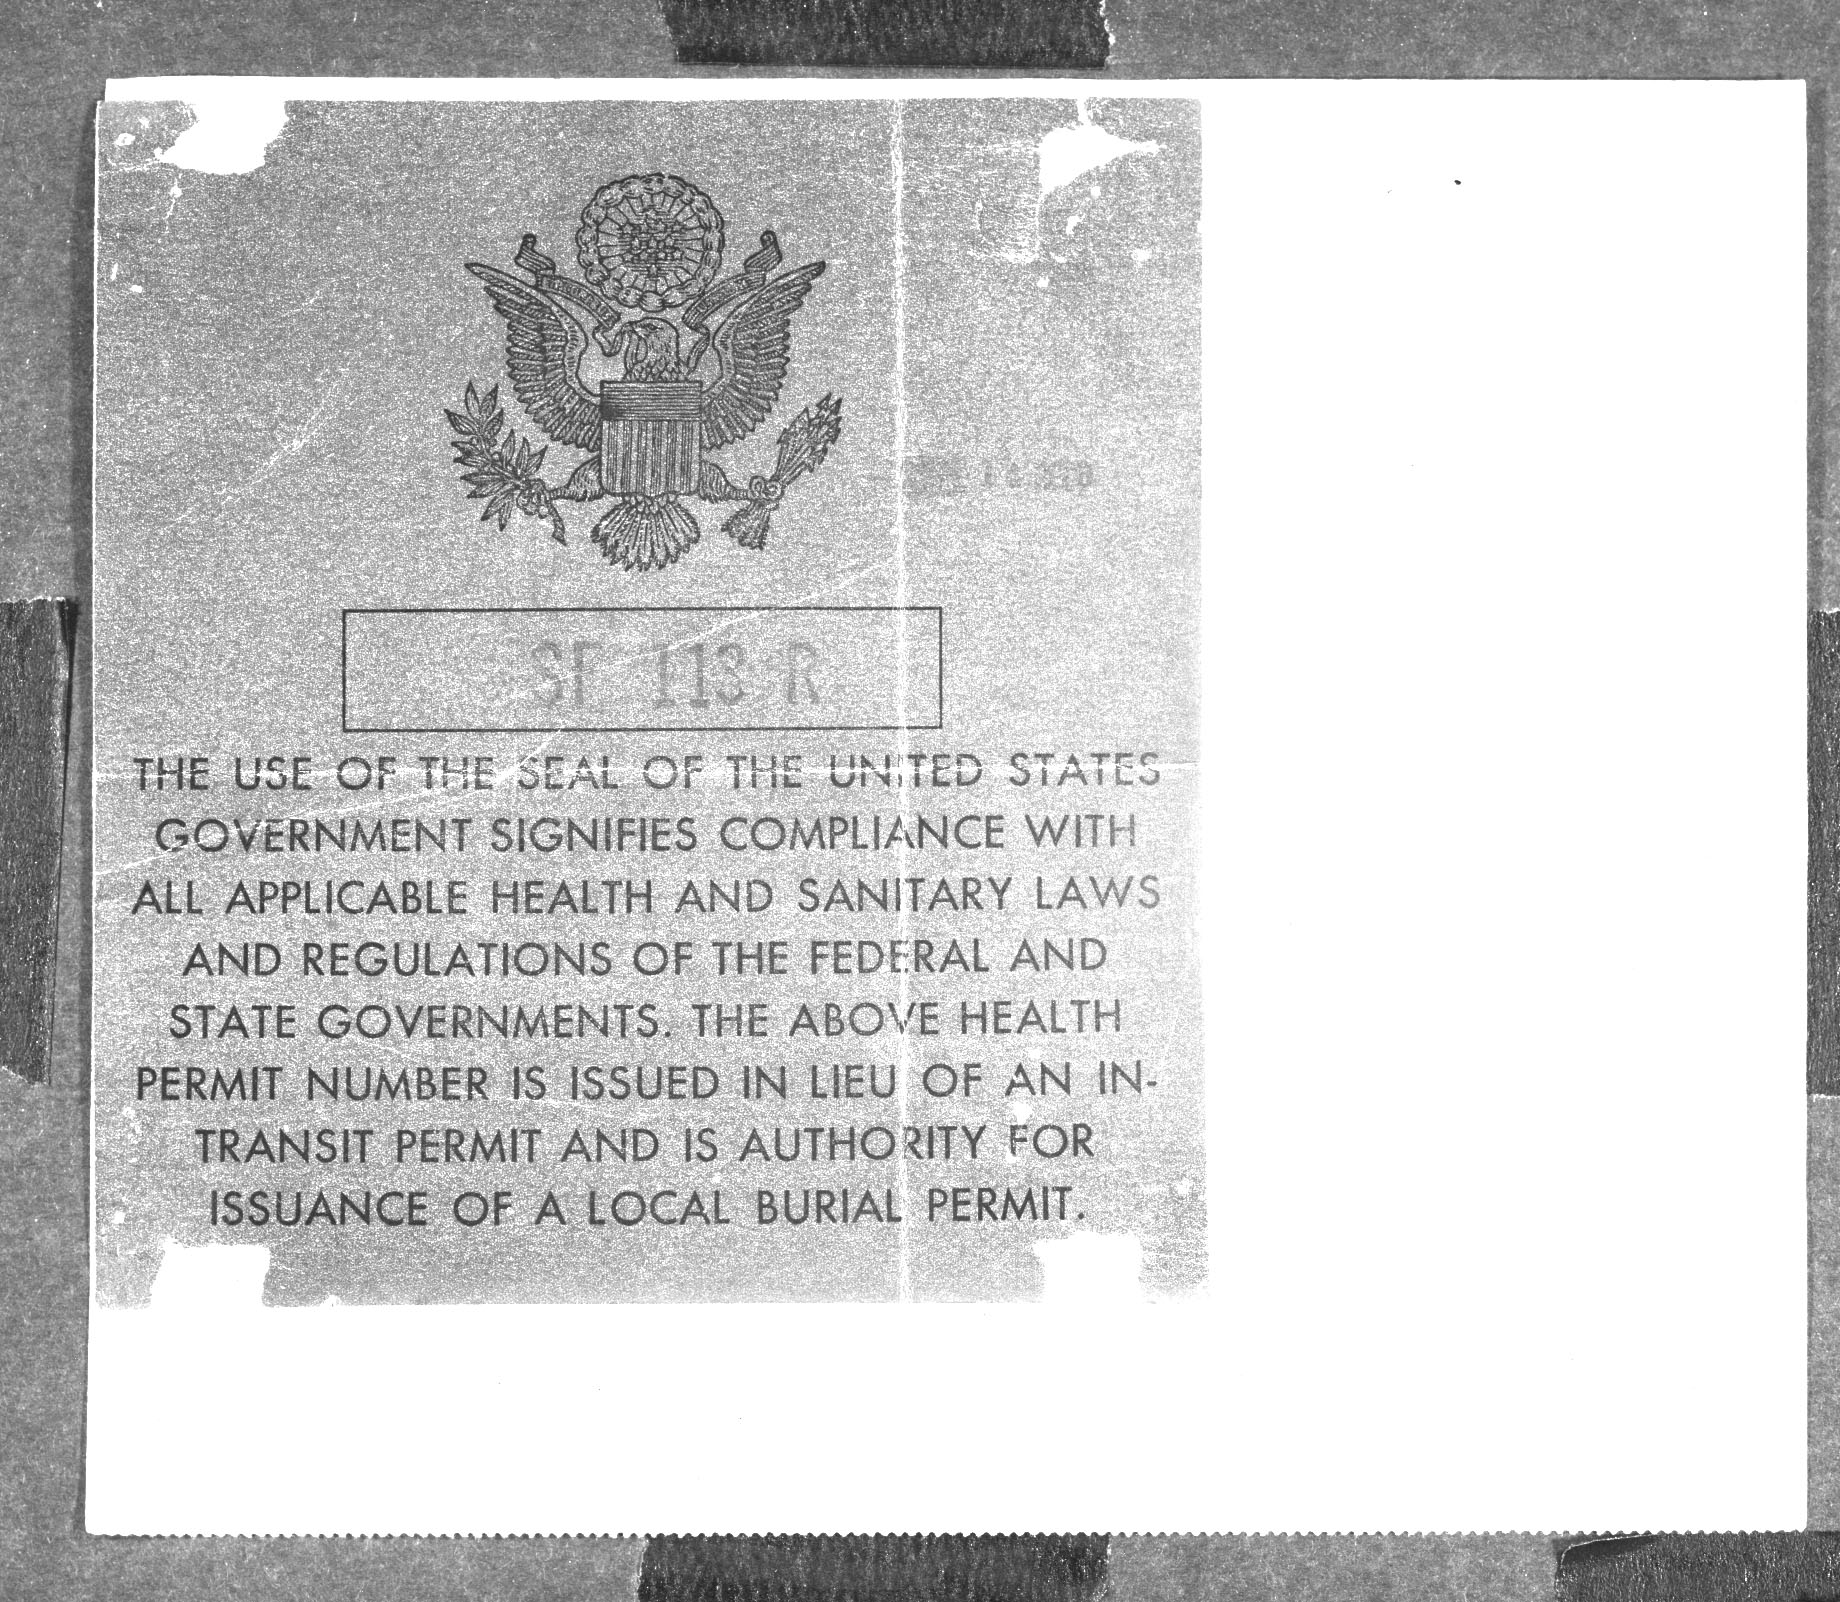 SF 113 R
THE USE OF THE SEAL OF THE UNITED STATES
GOVERNMENT SIGNIFIES COMPLIANCE WITH
ALL APPLICABLE HEALTH AND SANITARY LAWS
AND REGULATIONS OF THE FEDERAL AND
STATE GOVERNMENTS. THE ABOVE HEALTH
PERMIT NUMBER IS ISSUED IN LIEU OF AN IN-
TRANSIT PERMIT AND IS AUTHORITY FOR
ISSUANCE OF A LOCAL BURIAL PERMIT.